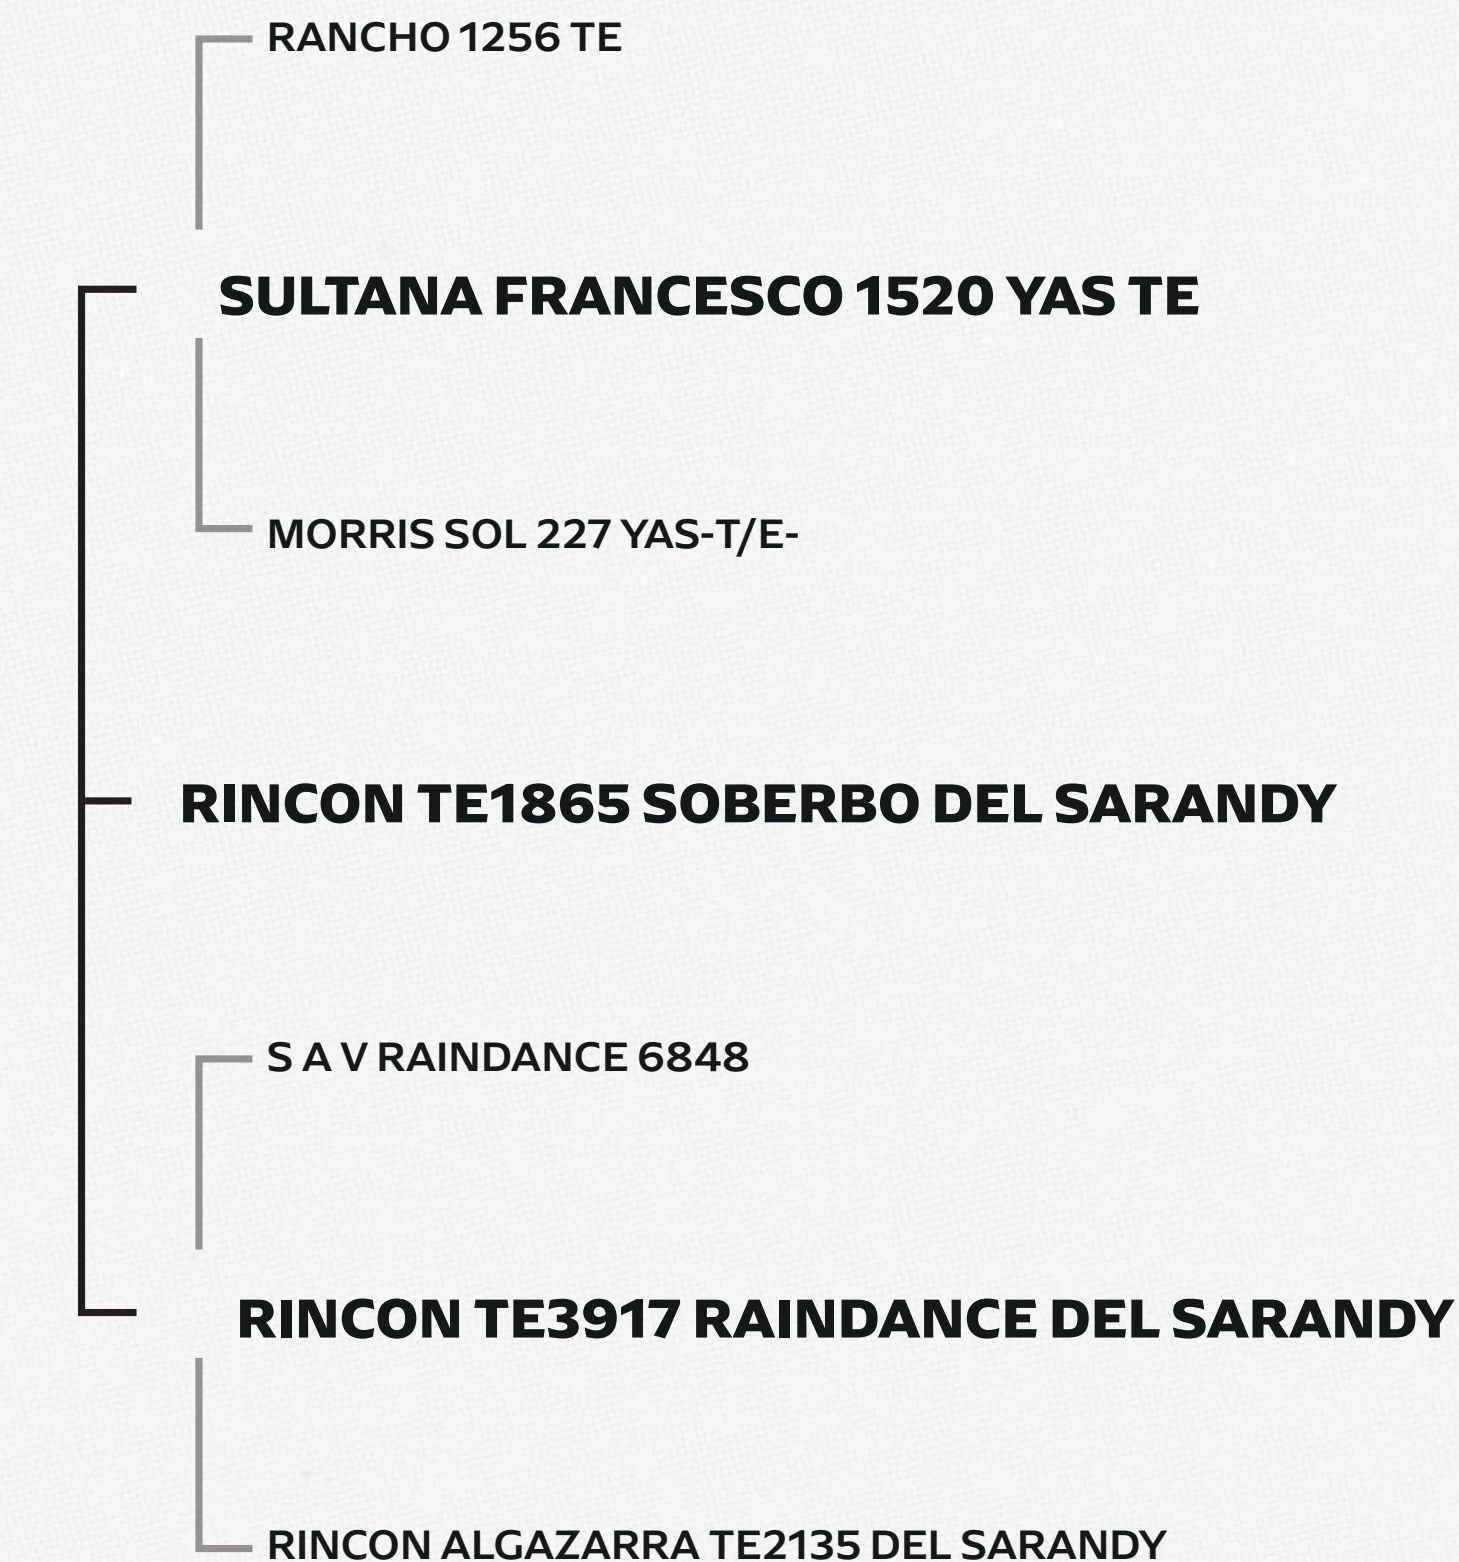 RANCHO 1256 TE
SULTANA FRANCESCO 1520 YAS TE
MORRIS SOL 227 YAS-T/E-
RINCON TE1865 SOBERBO DEL SARANDY
S A V RAINDANCE 6848
RINCON TE3917 RAINDANCE DEL SARANDY
RINCON ALGAZARRA TE2135 DEL SARANDY